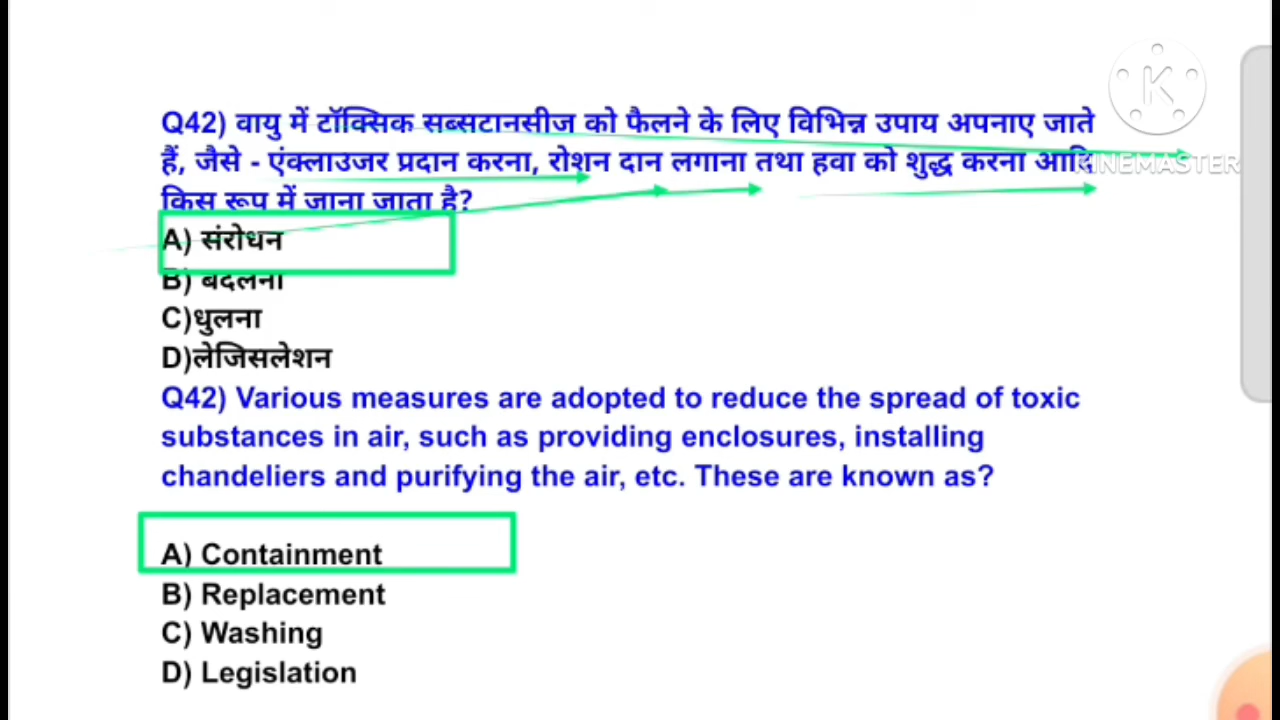 Q42) वायु में टॉक्सिक सब्सटानसीज को फैलने के लिए विभिन्न उपाय अपनाए जाते
हैं, जैसे - एंक्लाउजर प्रदान करना, रोशन दान लगाना तथा हवा को शुद्ध करना आदि
किस रूप में जाना जाता है?
A) संरोधन
B) बदलना
C)धुलना
D)लेजिसलेशन
Q42) Various measures are adopted to reduce the spread of toxic
substances in air, such as providing enclosures, installing
chandeliers and purifying the air, etc. These are known as?
A) Containment
B) Replacement
C) Washing
D) Legislation
K
KINEMASTER